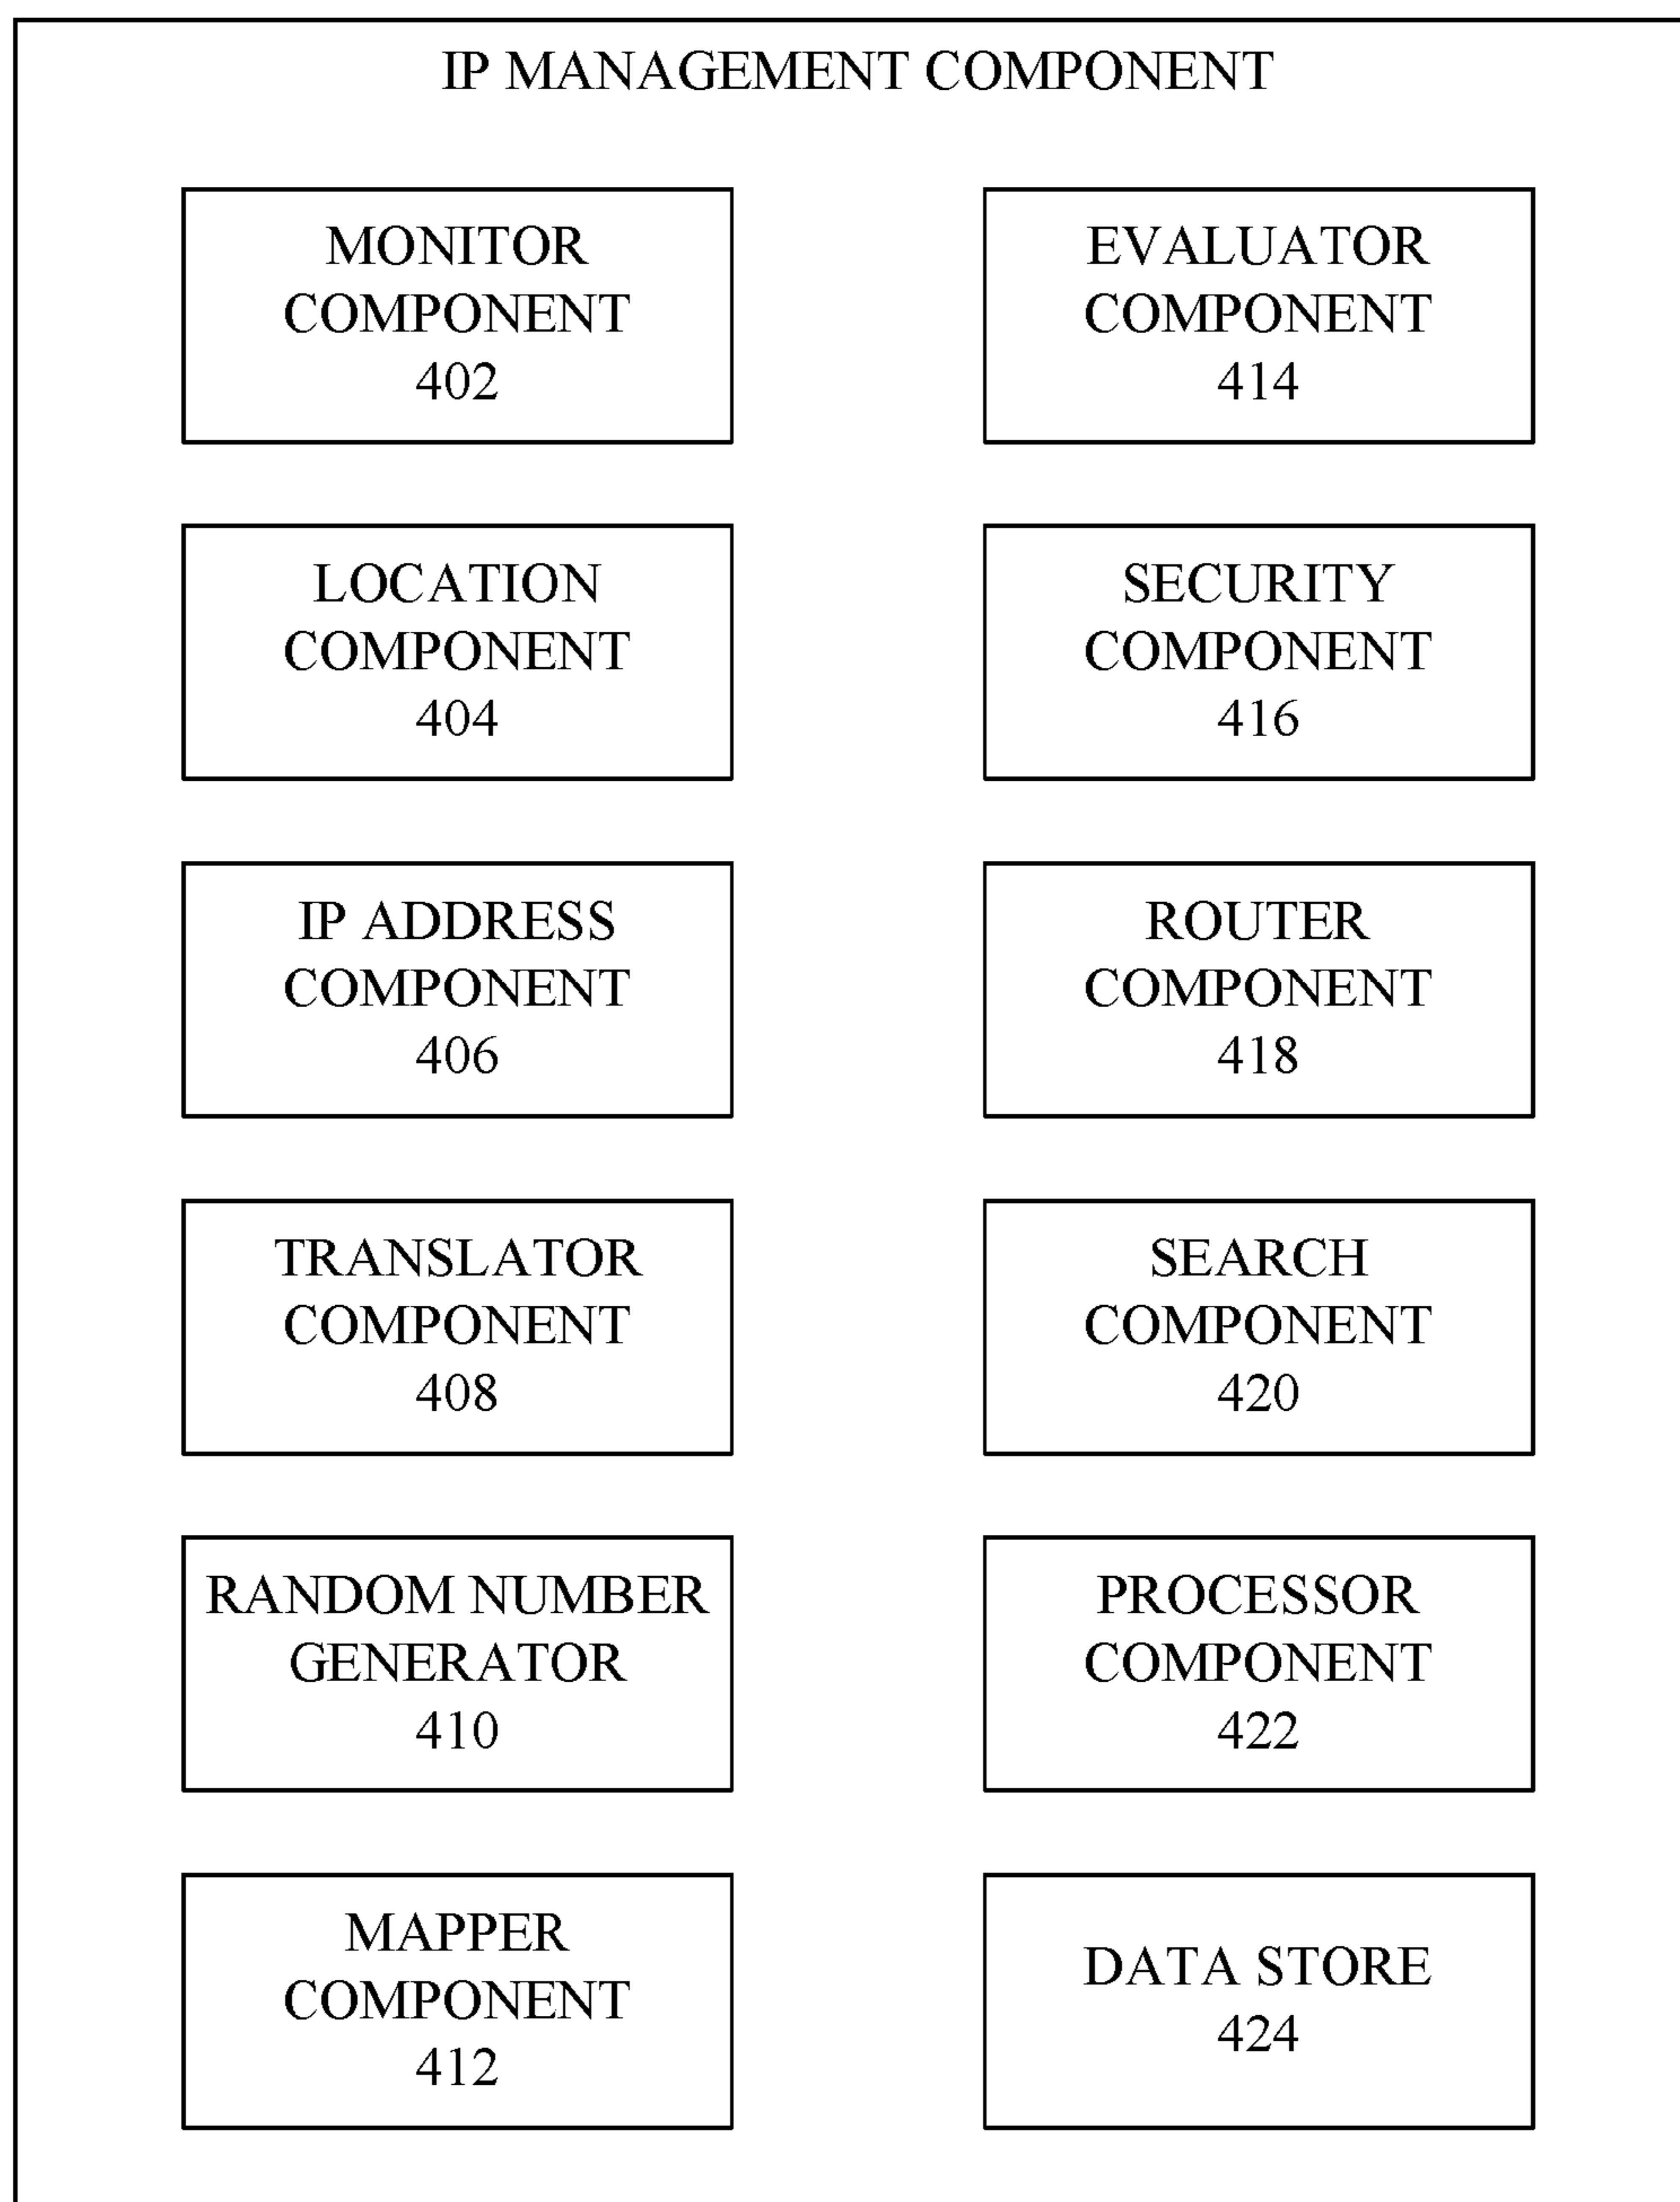 IP MANAGEMENT COMPONENT
MONITOR
COMPONENT
402
LOCATION
COMPONENT
404
IP ADDRESS
COMPONENT
406
TRANSLATOR
COMPONENT
408
RANDOM NUMBER
GENERATOR
410
MAPPER
COMPONENT
412
EVALUATOR
COMPONENT
414
SECURITY
COMPONENT
416
ROUTER
COMPONENT
418
SEARCH
COMPONENT
420
PROCESSOR
COMPONENT
422
DATA STORE
424